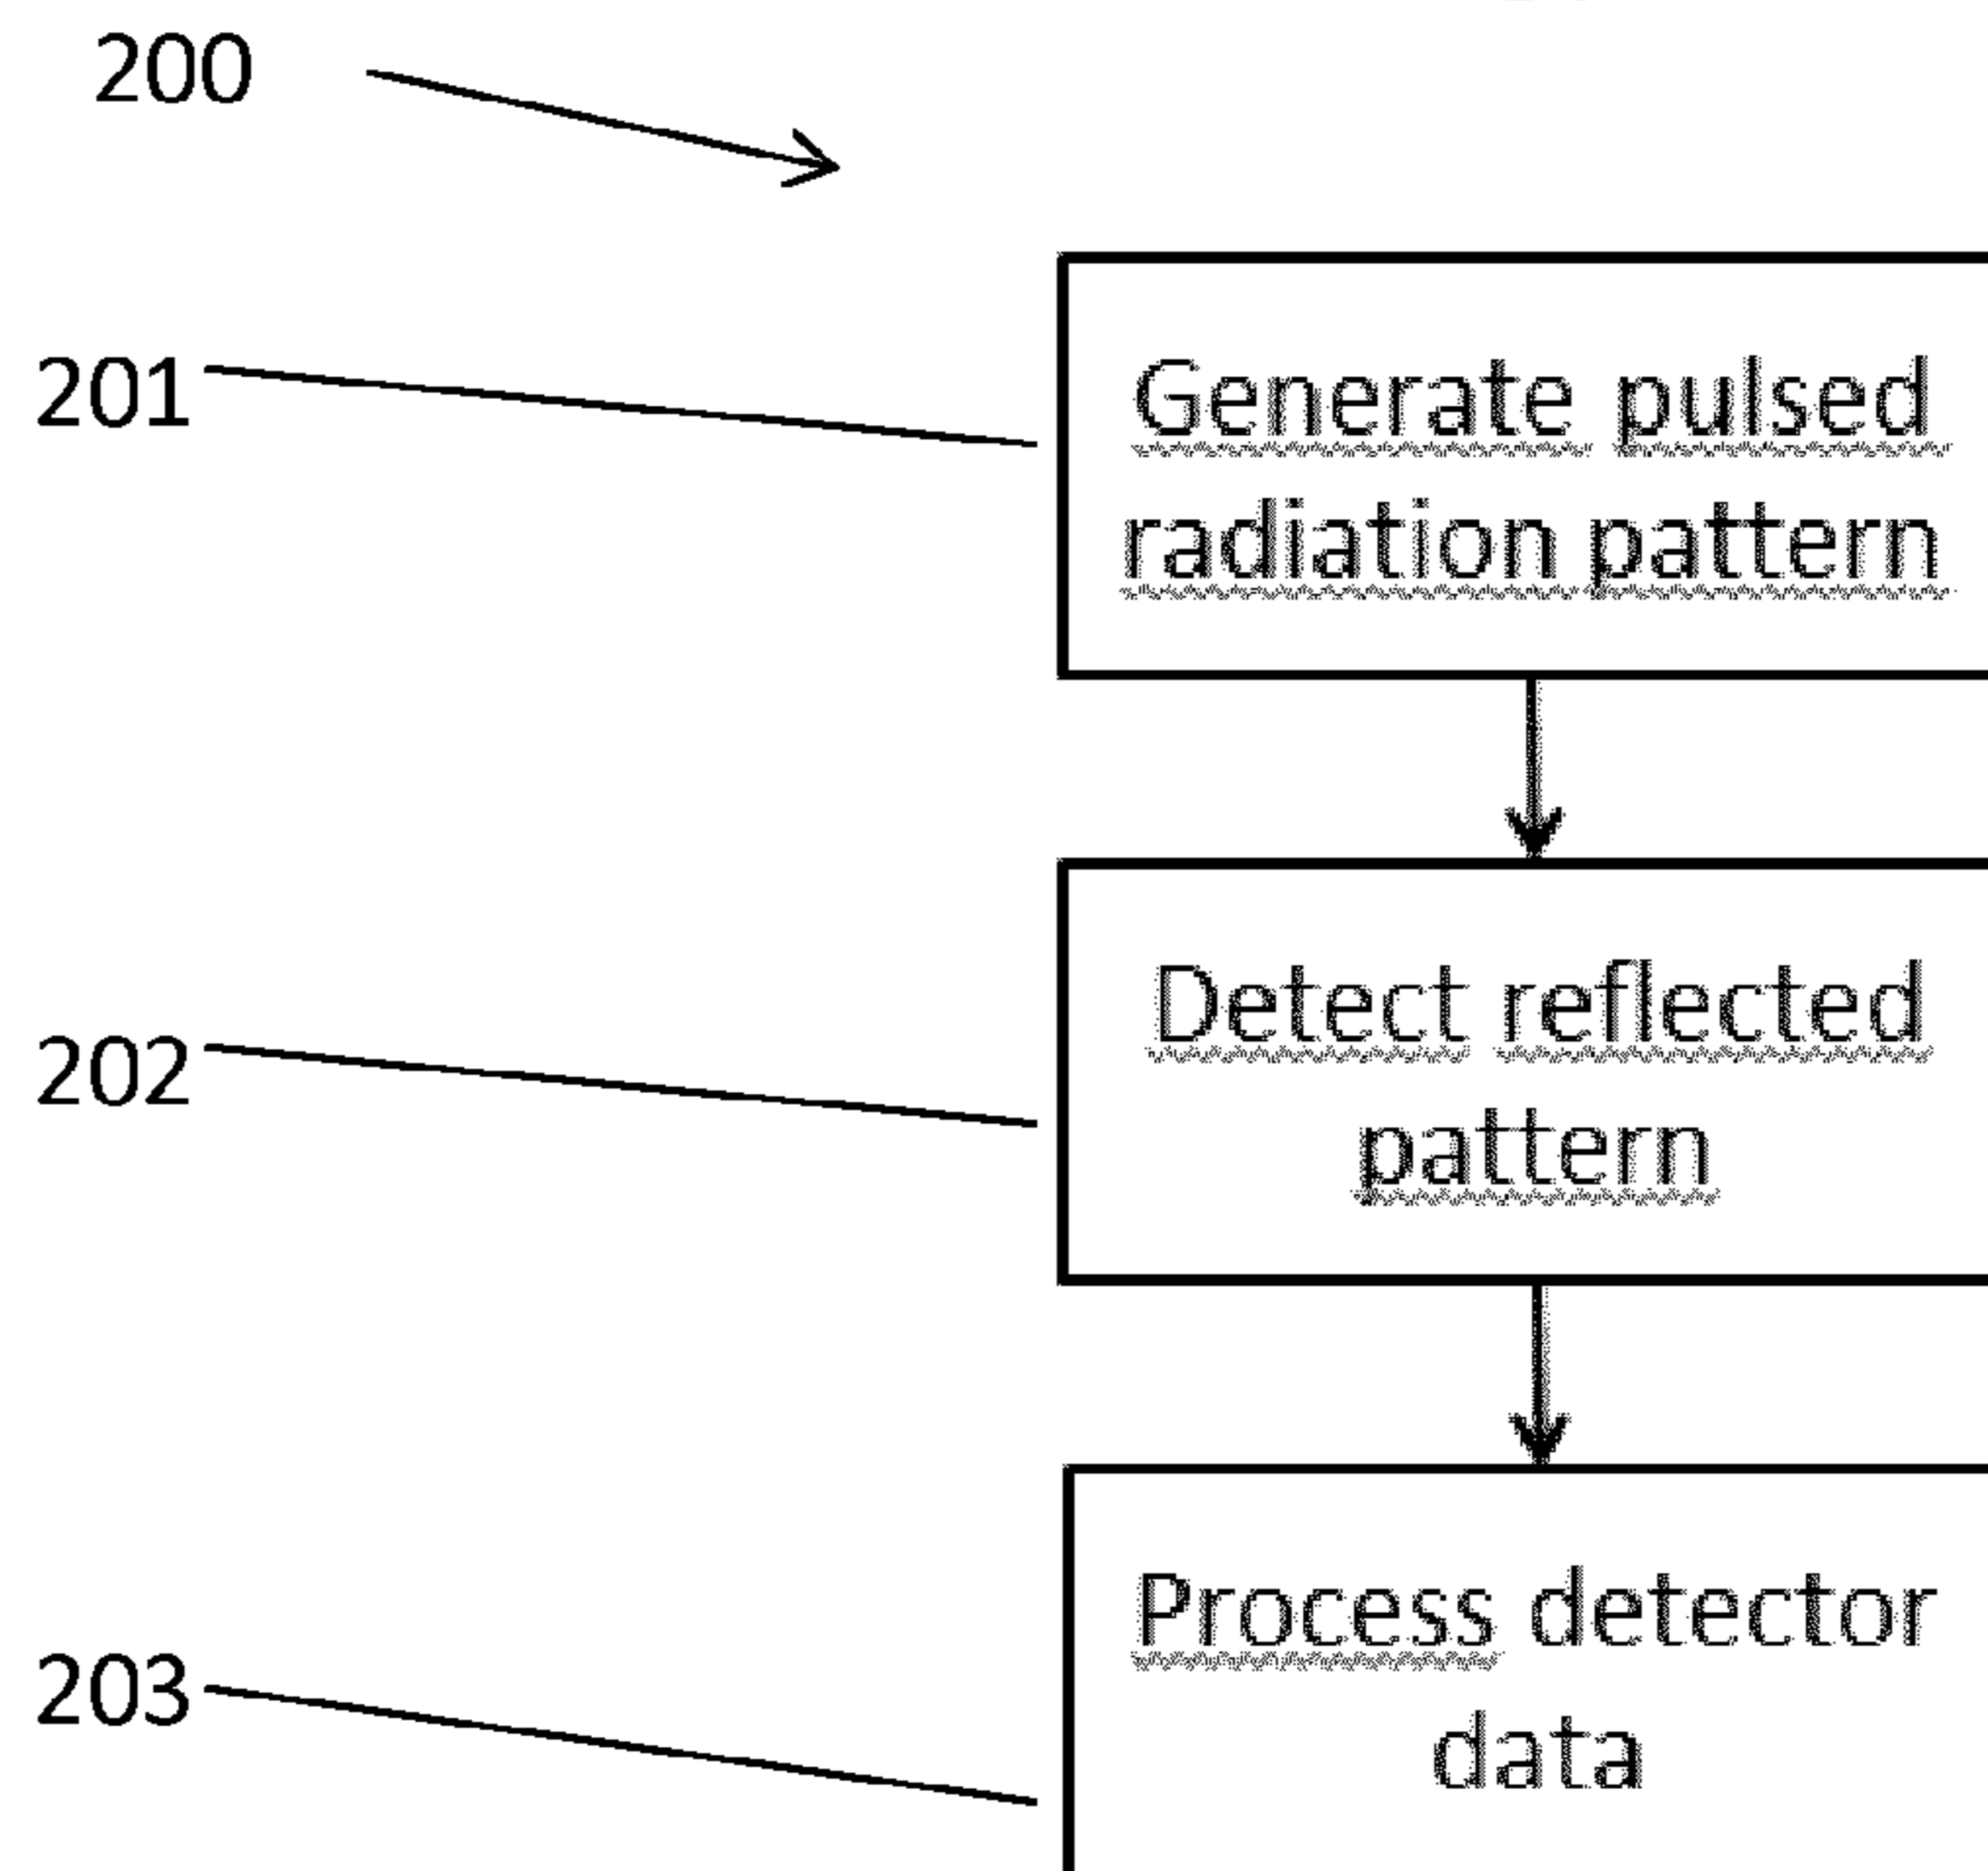 200
201
Generate pulsed
radiation pattern
202
Detect reflected
pattern
203
Process detector
data